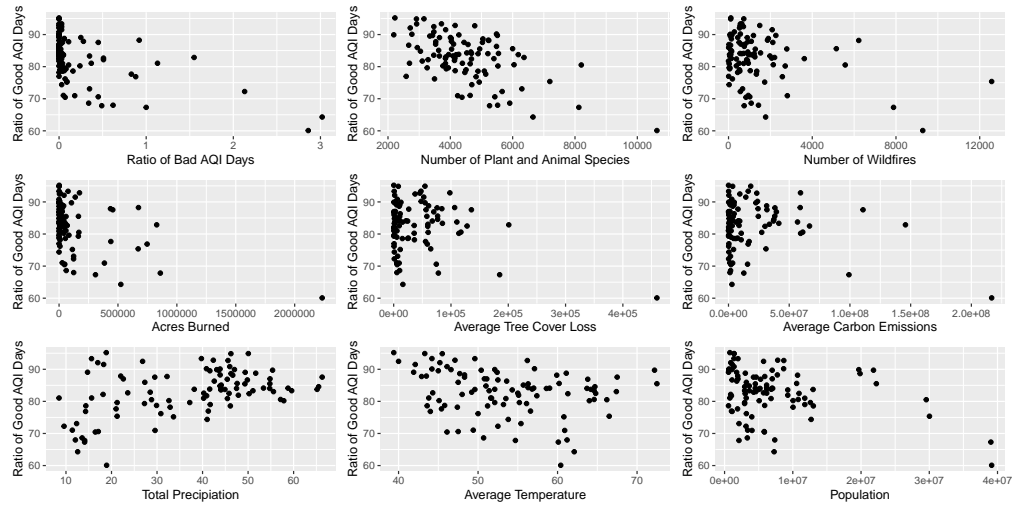 Ratio of Good AQI Days
90
80
70
60
0
1
2
3
Ratio of Bad AQI Days
Ratio of Good AQI Days
90
80
70
60
2000
4000
6000
8000
10000
Number of Plant and Animal Species
Ratio of Good AQI Days
90
80
70
60
0
4000
8000
12000
Number of Wildfires
Ratio of Good AQI Days
90
80
70
60
0
500000
1000000
1500000
2000000
Acres Burned
Ratio of Good AQI Days
90
80
70
60
0e+00
1e+05
2e+05
3e+05
4e+05
Average Tree Cover Loss
Ratio of Good AQI Days
90
80
70
60
0.0e+00
5.0e+07
1.0e+08
1.5e+08
2.0e+08
Average Carbon Emissions
Ratio of Good AQI Days
90
80
70
60
10
20
30
40
50
60
Total Precipiation
Ratio of Good AQI Days
90
80
70
60
40
50
60
70
Average Temperature
Ratio of Good AQI Days
90
80
70
60
0e+00
1e+07
2e+07
3e+07
4e+07
Population